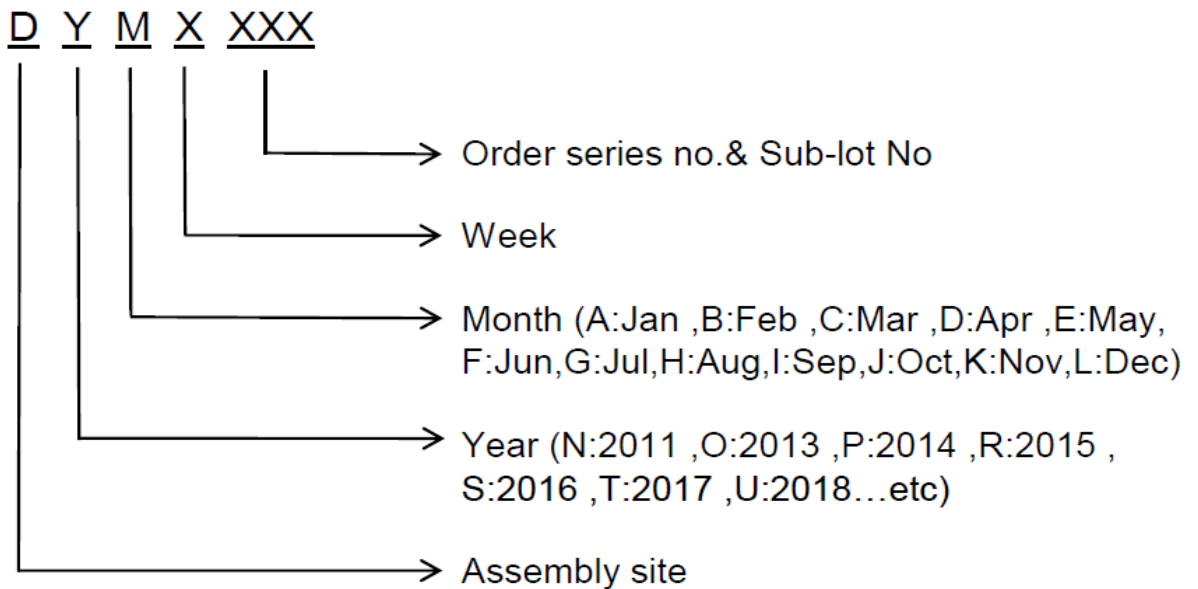 D Y M X XXX
Order series no.& Sub-lot No
Week
Month (A:Jan ,B:Feb ,C:Mar ,D:Apr ,E:May,
F:Jun,G:Jul,H:Aug,I:Sep,J:Oct,K:Nov,L:Dec)
Year (N:2011 ,O:2013 ,P:2014 ,R:2015 ,
S:2016 ,T:2017 ,U:2018…etc)
Assembly site